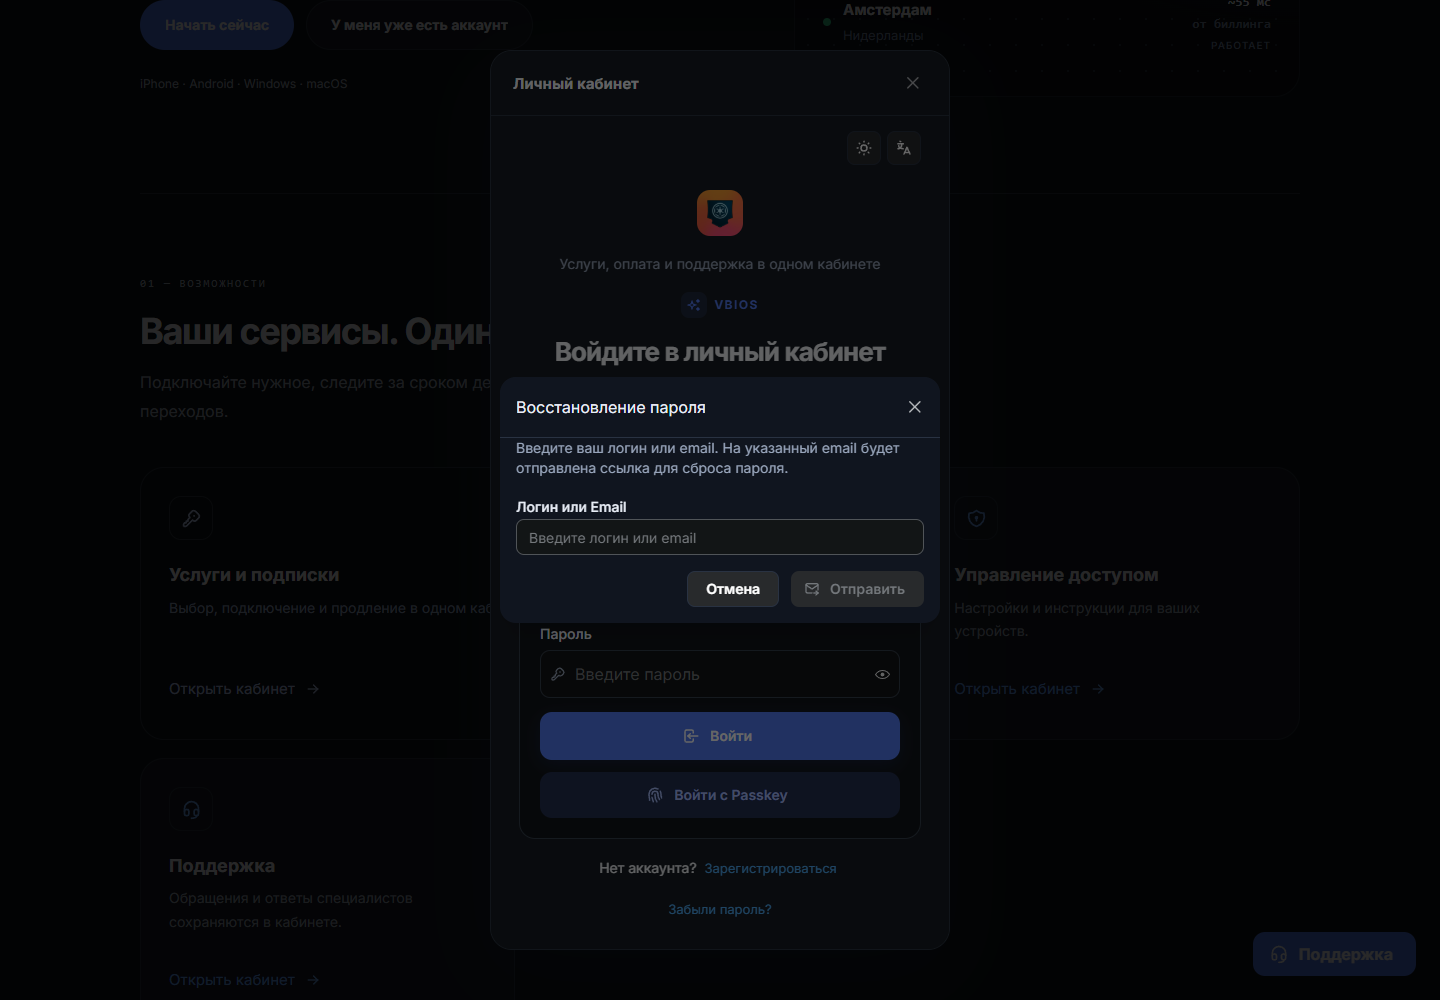 Начать сейчас
У меня уже есть аккаунт
iPhone · Android · Windows · macOS
Амстердам
Нидерланды
~55 мс
от биллинга
РАБОТАЕТ
Личный кабинет
Услуги, оплата и поддержка в одном кабинете
VBIOS
Войдите в личный кабинет
01 — ВОЗМОЖНОСТИ
Ваши сервисы. Один
Подключайте нужное, следите за сроком де
переходов.
Восстановление пароля
Введите ваш логин или email. На указанный email будет
отправлена ссылка для сброса пароля.
Логин или Email
Введите логин или email
Отмена
Отправить
Услуги и подписки
Выбор, подключение и продление в одном каб
Открыть кабинет →
Управление доступом
Настройки и инструкции для ваших
устройств.
Открыть кабинет →
Пароль
Введите пароль
Войти
Войти с Passkey
Нет аккаунта? Зарегистрироваться
Забыли пароль?
Поддержка
Обращения и ответы специалистов
сохраняются в кабинете.
Открыть кабинет →
Поддержка